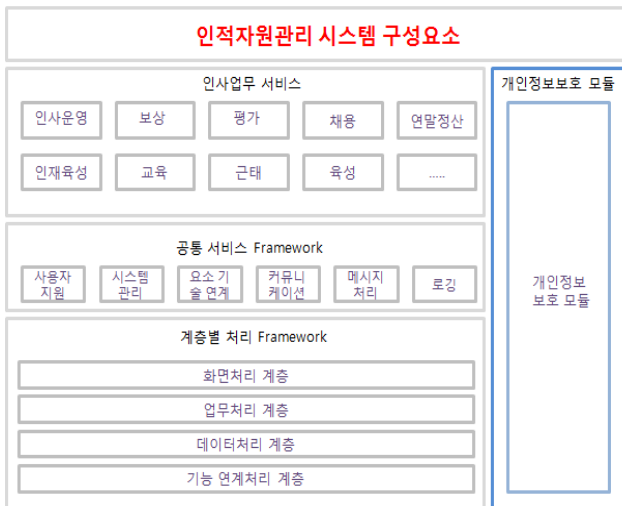 인적자원관리 시스템 구성요소
인사업무 서비스
인사운영 보상 평가 채용 연말정산
인재육성 교육 근태 육성 .....
공통 서비스 Framework
사용자 시스템 요소 기 커뮤니 메시지 로깅
지원 관리 술 연계 케이션 처리
계층별 처리 Framework
화면처리 계층
업무처리 계층
데이터처리 계층
기능 연계처리 계층
개인정보보호 모듈
개인정보
보호 모듈